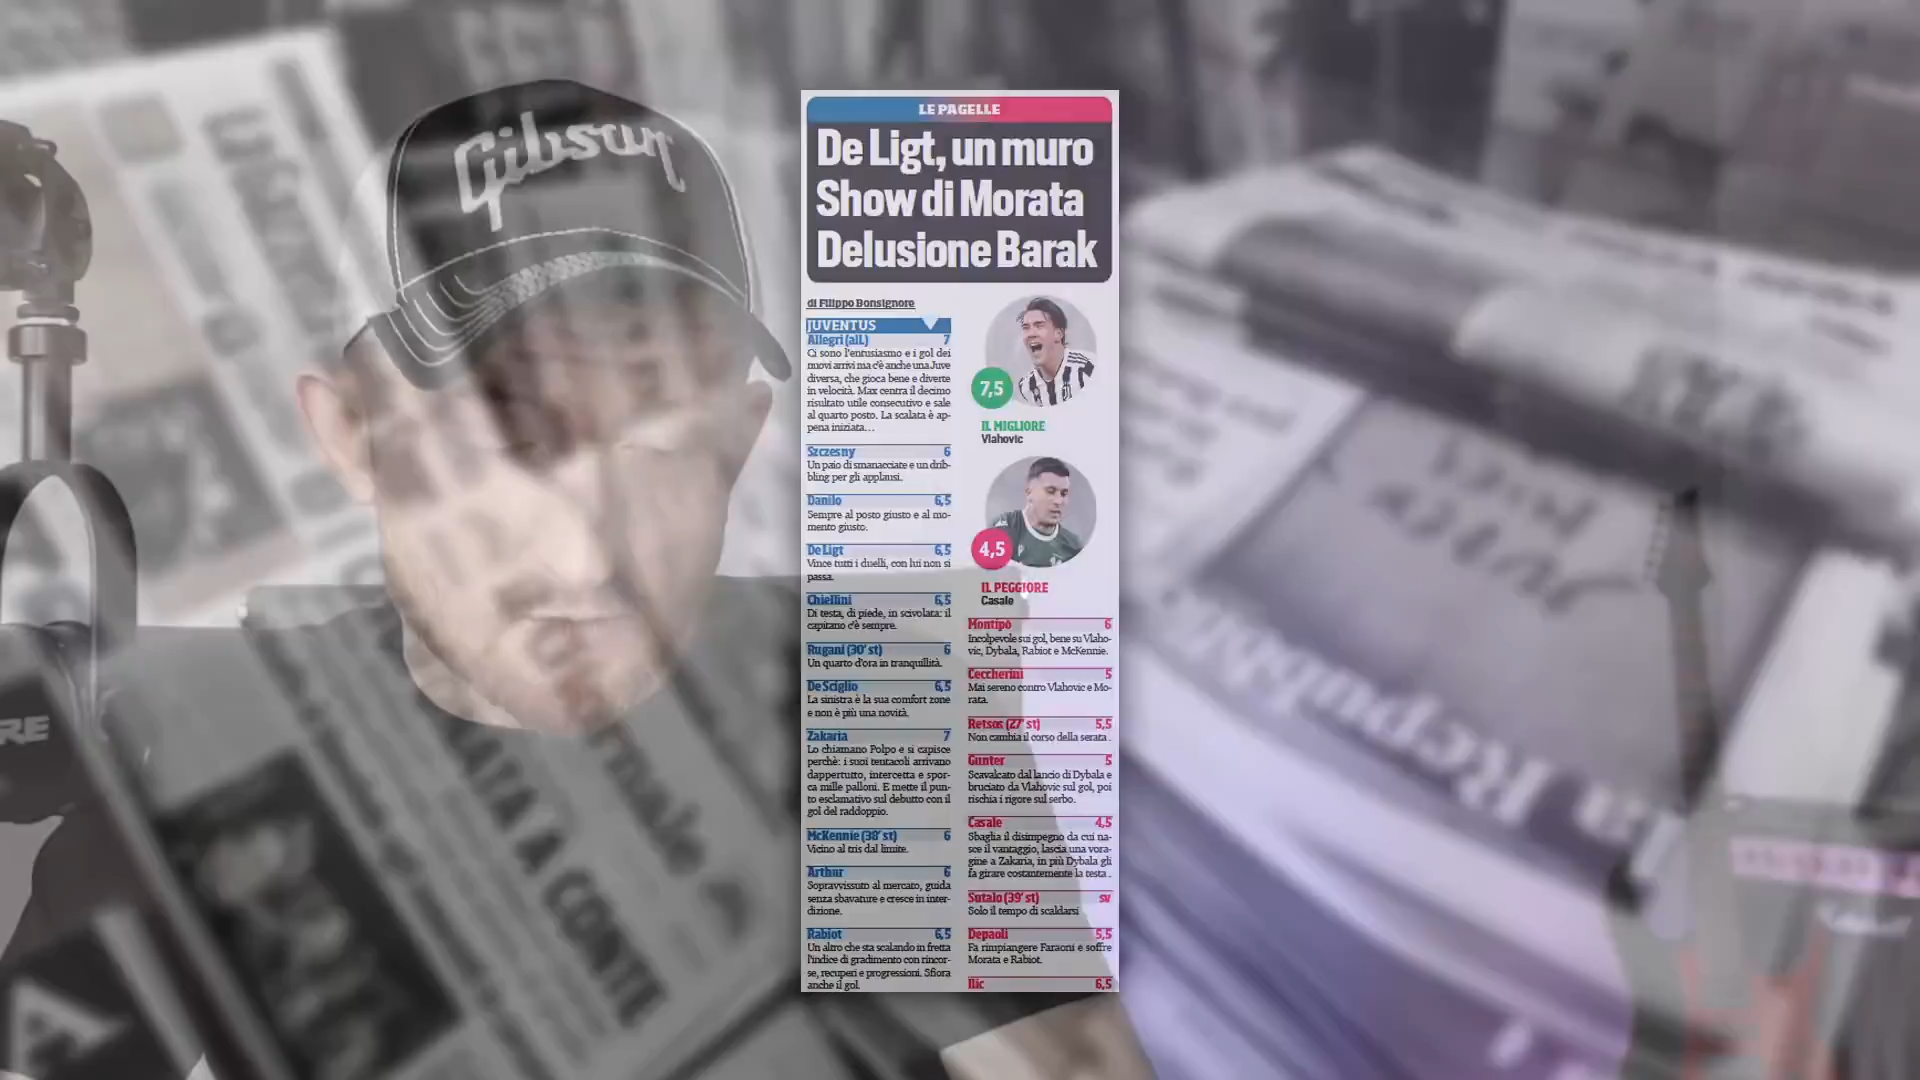 Gibson
LE PAGELLE
De Ligt, un muro
Show di Morata
Delusione Barak
di Filippo Bonsignore
JUVENTUS
Allegri (all.) 7
Ci sono l'entusiasmo e i gol dei
nuovi arrivi ma c'è anche una Juve
diversa, che gioca bene e diverte
in velocità. Max centra il decimo
risultato utile consecutivo e sale
al quarto posto. La scalata è ap-
pena iniziata...
Szczesny 6
Un paio di smanacciate e un drib-
bling per gli applausi.
Danilo 6,5
Sempre al posto giusto e al mo-
mento giusto.
De Ligt 6,5
Vince tutti i duelli, con lui non si
passa.
Chiellini 6,5
Di testa, di piede, in scivolata: il
capitano c'è sempre.
Rugani (30' st) 6
Un quarto d'ora in tranquillità.
De Sciglio 6,5
La sinistra è la sua comfort zone
e non è più una novità.
Zakaria 7
Lo chiamano Polpo e si capisce
perchè: i suoi tentacoli arrivano
dappertutto, intercetta e spor-
ca mille palloni. E mette il pun-
to esclamativo sul debutto con il
gol del raddoppio.
McKennie (38' st) 6
Vicino al tris dal limite.
Arthur 6
Sopravvissuto al mercato, guida
senza sbavature e cresce in inter-
dizione.
Rabiot 6,5
Un altro che sta scalando in fretta
l'indice di gradimento con rincor-
se, recuperi e progressioni. Sfiora
anche il gol.
7,5
IL MIGLIORE
Vlahovic
4,5
IL PEGGIORE
Casale
Montipò 6
Incolpevole sui gol, bene su Vlaho-
vic, Dybala, Rabiot e McKennie.
Ceccherini 5
Mai sereno contro Vlahovic e Mo-
rata.
Retsos (27' st) 5,5
Non cambia il corso della serata .
Gunter 5
Scavalcato dal lancio di Dybala e
bruciato da Vlahovic sul gol, poi
rischia i rigore sul serbo.
Casale 4,5
Sbaglia il disimpegno da cui na-
sce il vantaggio, lascia una vora-
gine a Zakaria, in più Dybala gli
fa girare costantemente la testa .
Sutalo (39' st) sv
Solo il tempo di scaldarsi
Depaoli 5,5
Fa rimpiangere Faraoni e soffre
Morata e Rabiot.
Ilic 6,5
la Repubblica
RE
A